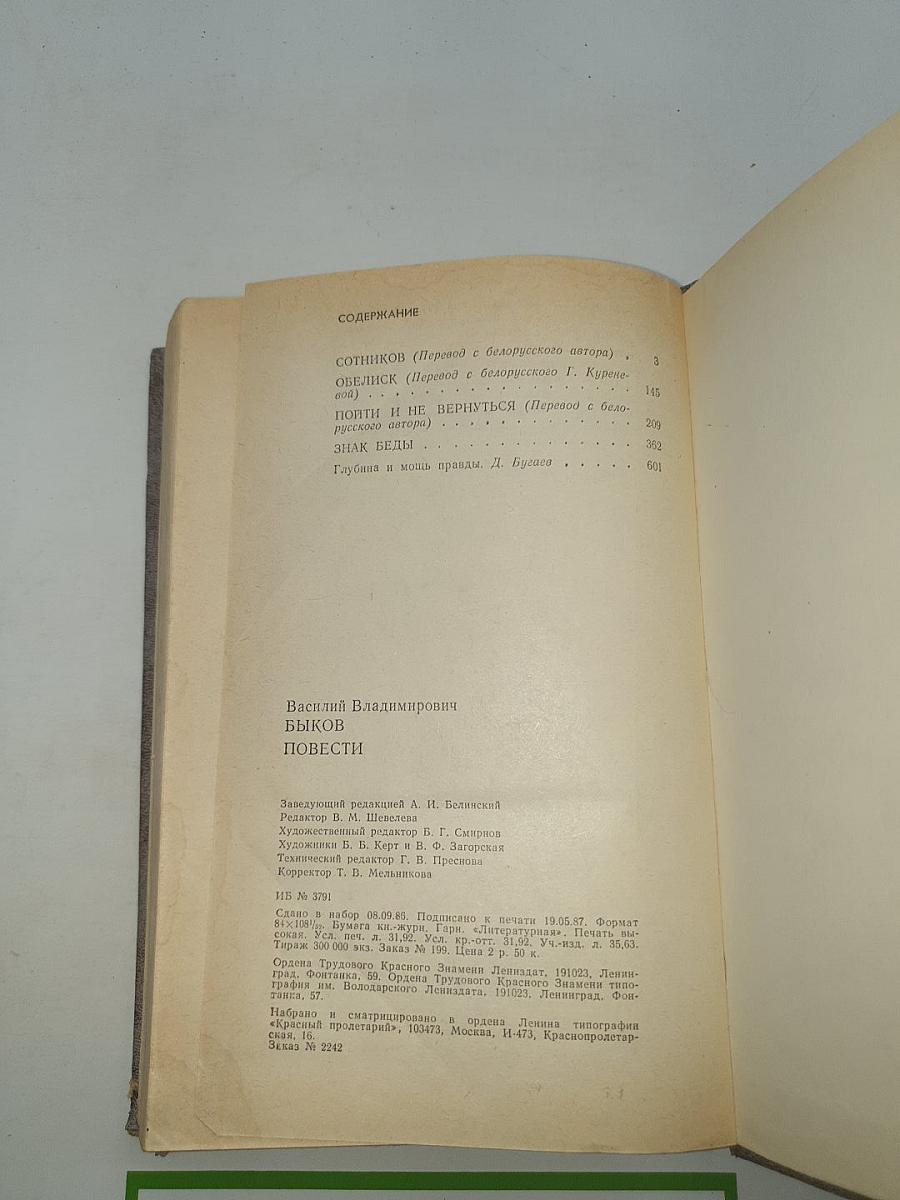 СОДЕРЖАНИЕ
СОТНИКОВ (Перевод с белорусского автора) . 3
ОБЕЛИСК (Перевод с белорусского Г. Курене-
вой) . . . . . . . . . . . . . . . . . 145
ПОЙТИ И НЕ ВЕРНУТЬСЯ (Перевод с бело-
русского автора) . . . . . . . . . . . . . 209
ЗНАК БЕДЫ . . . . . . . . . . . . . . 362
Глубина и мощь правды. Д. Бугаев . . . . . 601
Василий Владимирович
БЫКОВ
ПОВЕСТИ
Заведующий редакцией А. И. Белинский
Редактор В. М. Шевелева
Художественный редактор Б. Г. Смирнов
Художники Б. Б. Керт и В. Ф. Загорская
Технический редактор Г. В. Преснова
Корректор Т. В. Мельникова
ИБ № 3791
Сдано в набор 08.09.86. Подписано к печати 19.05.87. Формат
84×108¹/₃₂. Бумага кн.-журн. Гарн. «Литературная». Печать вы-
сокая. Усл. печ. л. 31,92. Усл. кр.-отт. 31,92. Уч.-изд. л. 35,63.
Тираж 300 000 экз. Заказ № 199. Цена 2 р. 50 к.
Ордена Трудового Красного Знамени Лениздат, 191023, Ленин-
град, Фонтанка, 59. Ордена Трудового Красного Знамени типо-
графия им. Володарского Лениздата, 191023, Ленинград, Фон-
танка, 57.
Набрано и сматрицировано в ордена Ленина типографии
«Красный пролетарий», 103473, Москва, И-473, Краснопролетар-
ская, 16.
Заказ № 2242